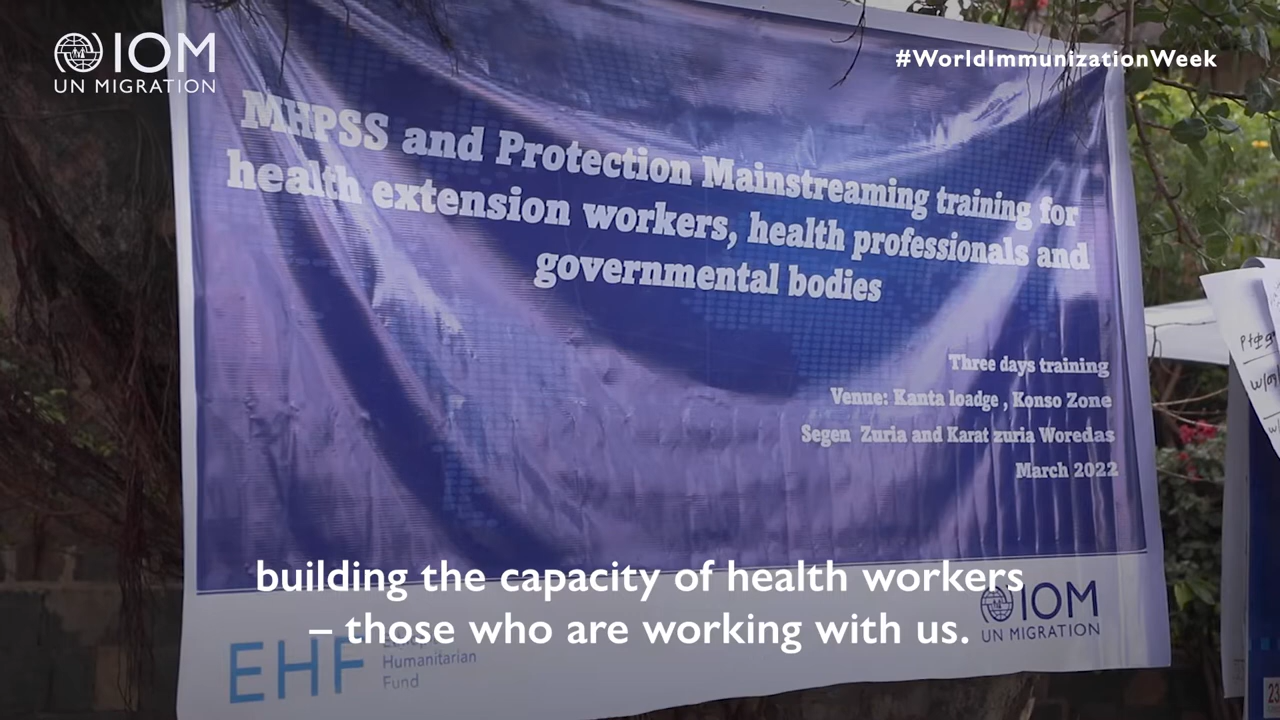 IOM
UN MIGRATION
#WorldImmunizationWeek
MHPSS and Protection Mainstreaming training for
health extension workers, health professionals and
governmental bodies
Three days training
Venue: Kanta loadge , Konso Zone
Segen Zuria and Karat zuria Woredas
March 2022
building the capacity of health workers
– those who are working with us.
IOM
UN MIGRATION
EHF
Humanitarian
Fund
23